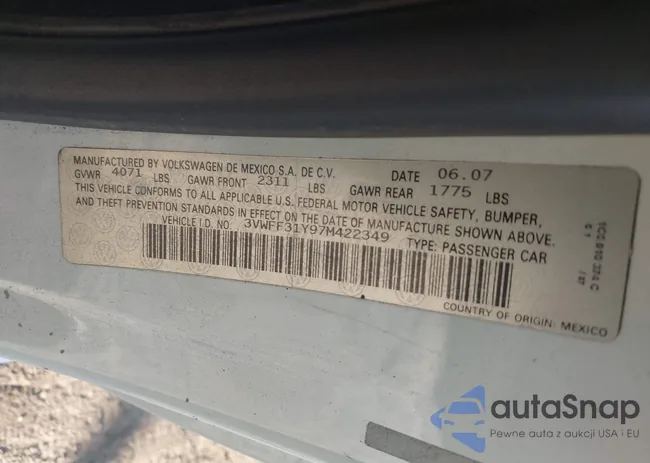 MANUFACTURED BY VOLKSWAGEN DE MEXICO S.A. DE C.V. DATE 06.07
GVWR 4071 LBS GAWR FRONT 2311 LBS GAWR REAR 1775 LBS
THIS VEHICLE CONFORMS TO ALL APPLICABLE U.S. FEDERAL MOTOR VEHICLE SAFETY, BUMPER,
AND THEFT PREVENTION STANDARDS IN EFFECT ON THE DATE OF MANUFACTURE SHOWN ABOVE.
VEHICLE I.D. NO. 3VWFF31Y97M422349 TYPE: PASSENGER CAR
COUNTRY OF ORIGIN: MEXICO
1C0 010 274 C
autaSnap
Pewne auta z aukcji USA i EU